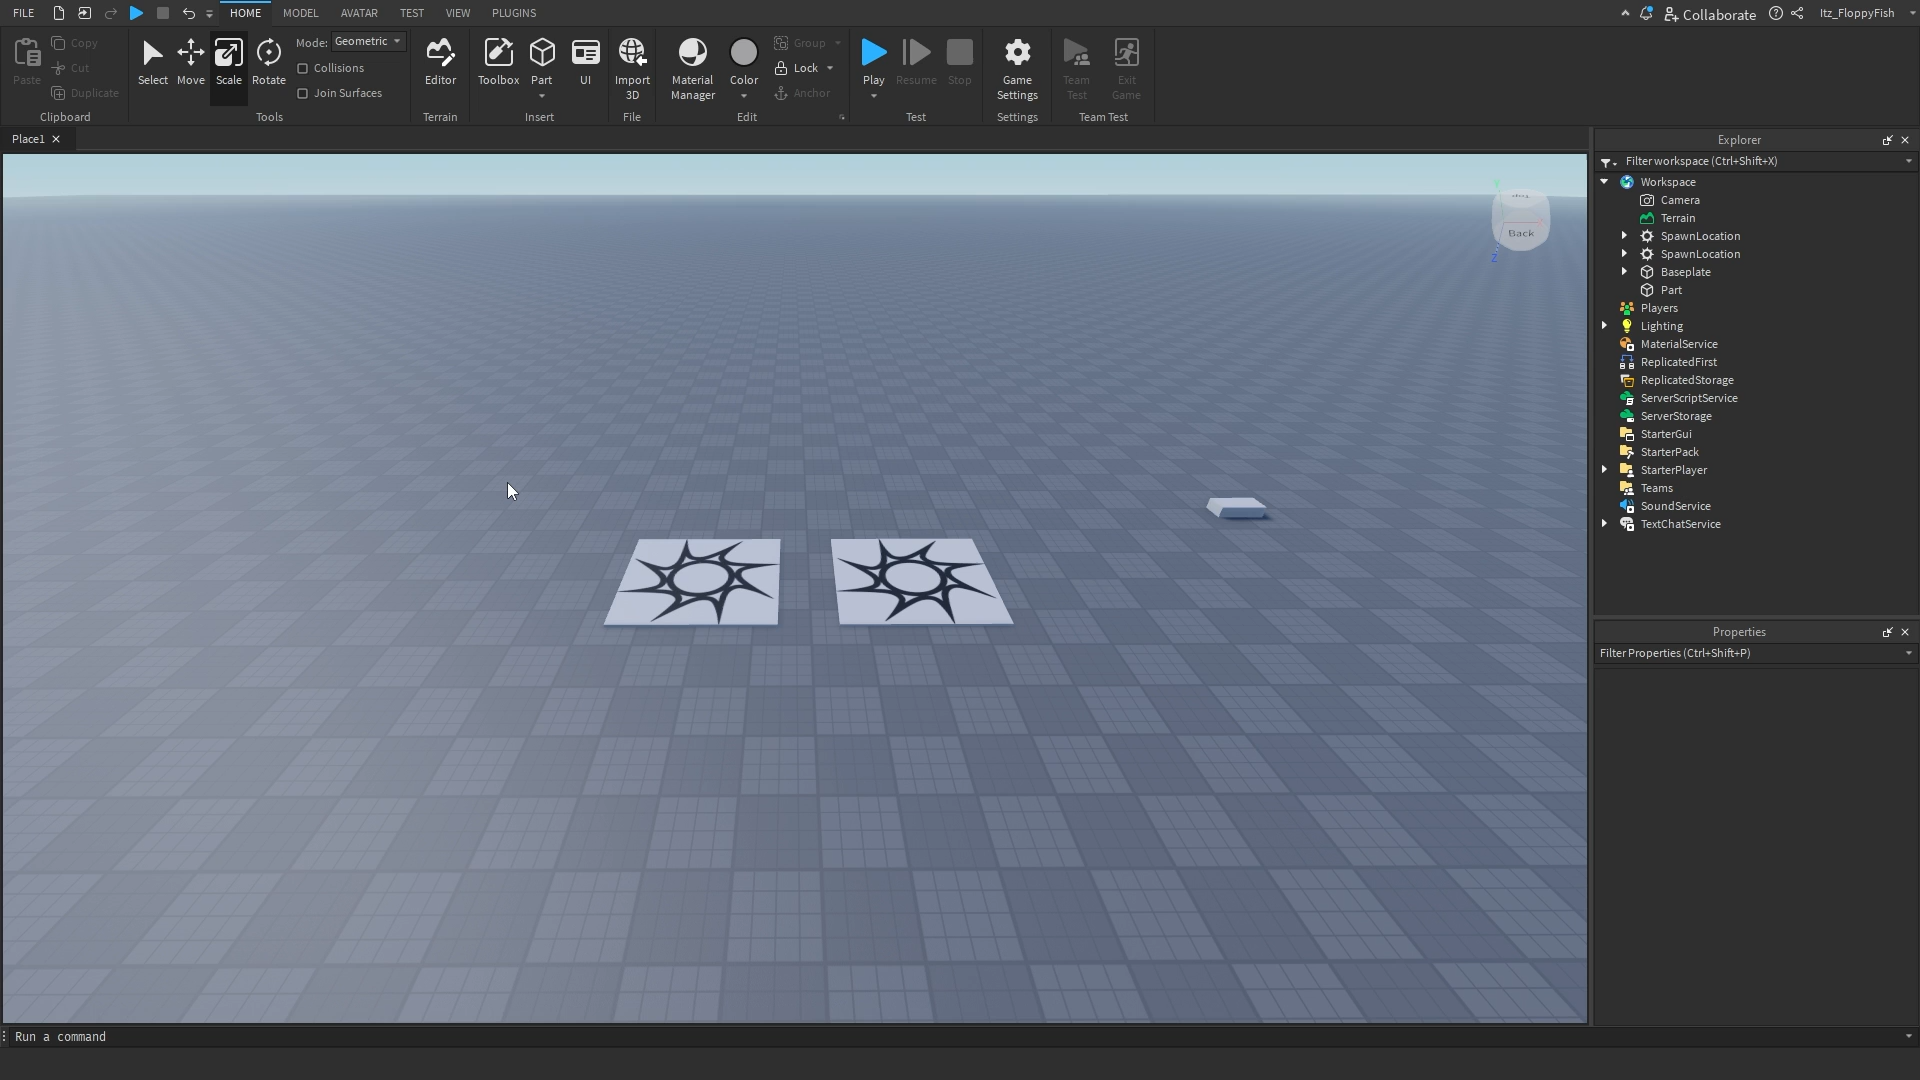 FILE HOME MODEL AVATAR TEST VIEW PLUGINS Collaborate Itz_FloppyFish
Paste Copy Cut Duplicate
Clipboard
Select Move Scale Rotate Mode: Geometric
Collisions
Join Surfaces
Tools
Editor
Terrain
Toolbox Part UI
Insert
Import
3D
File
Material
Manager
Color
Group
Lock
Anchor
Edit
Play Resume Stop
Test
Game
Settings
Settings
Team
Test
Exit
Game
Team Test
Place1
Top
Back
Y
Z
Explorer
Filter workspace (Ctrl+Shift+X)
Workspace
Camera
Terrain
SpawnLocation
SpawnLocation
Baseplate
Part
Players
Lighting
MaterialService
ReplicatedFirst
ReplicatedStorage
ServerScriptService
ServerStorage
StarterGui
StarterPack
StarterPlayer
Teams
SoundService
TextChatService
Properties
Filter Properties (Ctrl+Shift+P)
Run a command